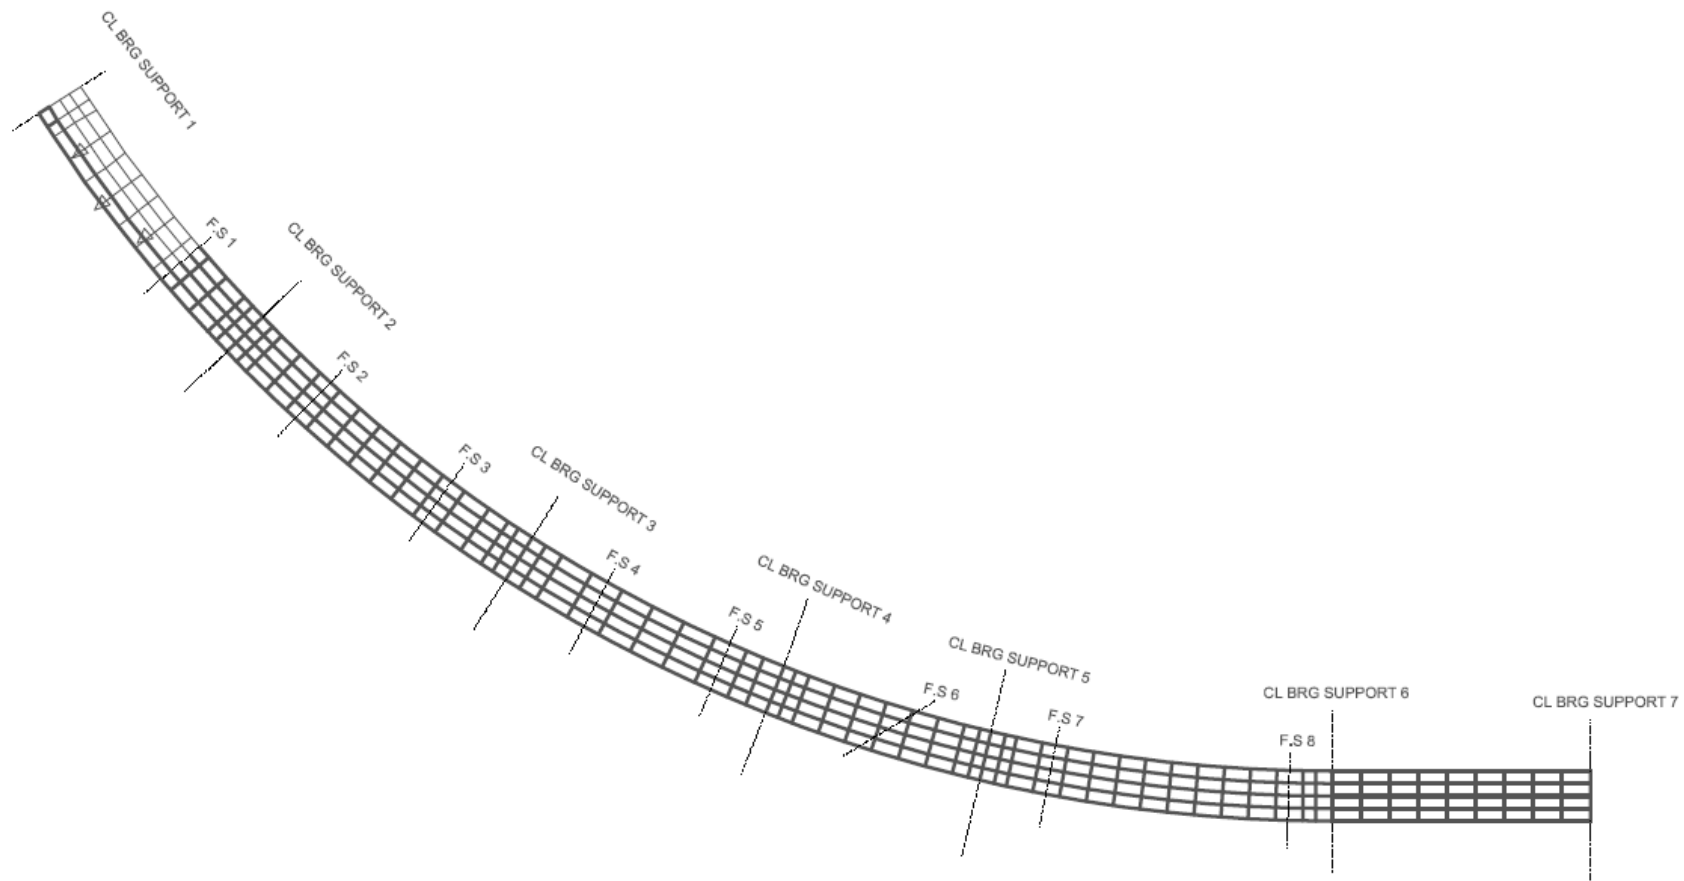 CL BRG SUPPORT 1
F.S 1
CL BRG SUPPORT 2
F.S 2
F.S 3
CL BRG SUPPORT 3
F.S 4
CL BRG SUPPORT 4
F.S 5
CL BRG SUPPORT 5
F.S 6
F.S 7
CL BRG SUPPORT 6
F.S 8
CL BRG SUPPORT 7